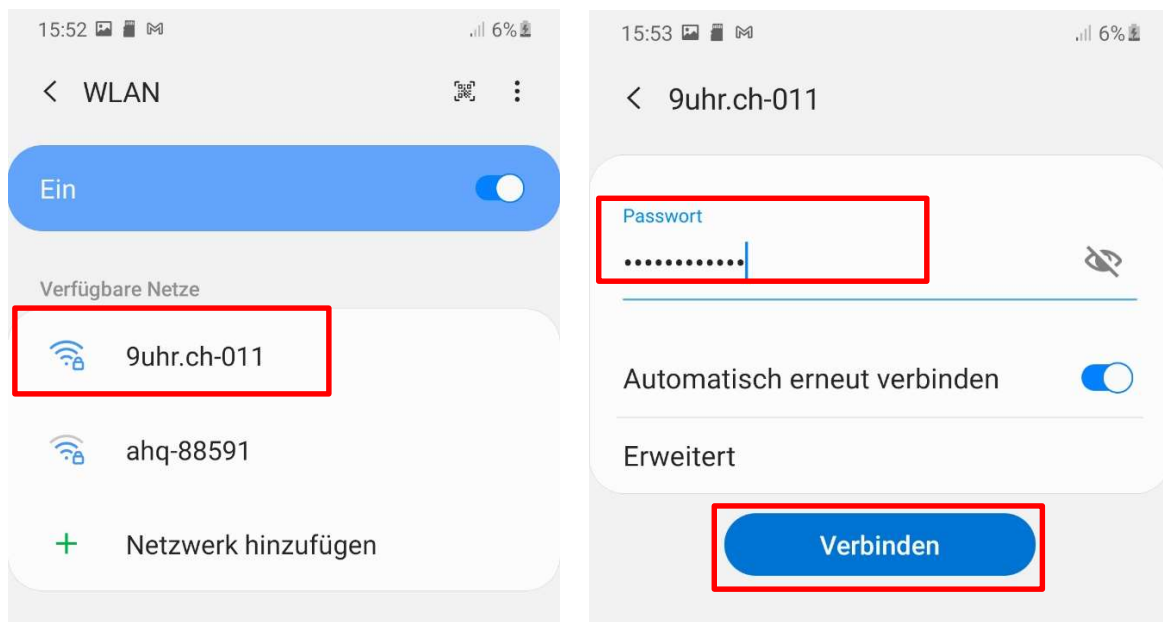 15:52 6%
WLAN
Ein
Verfügbare Netze
9uhr.ch-011
ahq-88591
Netzwerk hinzufügen
15:53 6%
9uhr.ch-011
Passwort
••••••••••••
Automatisch erneut verbinden
Erweitert
Verbinden